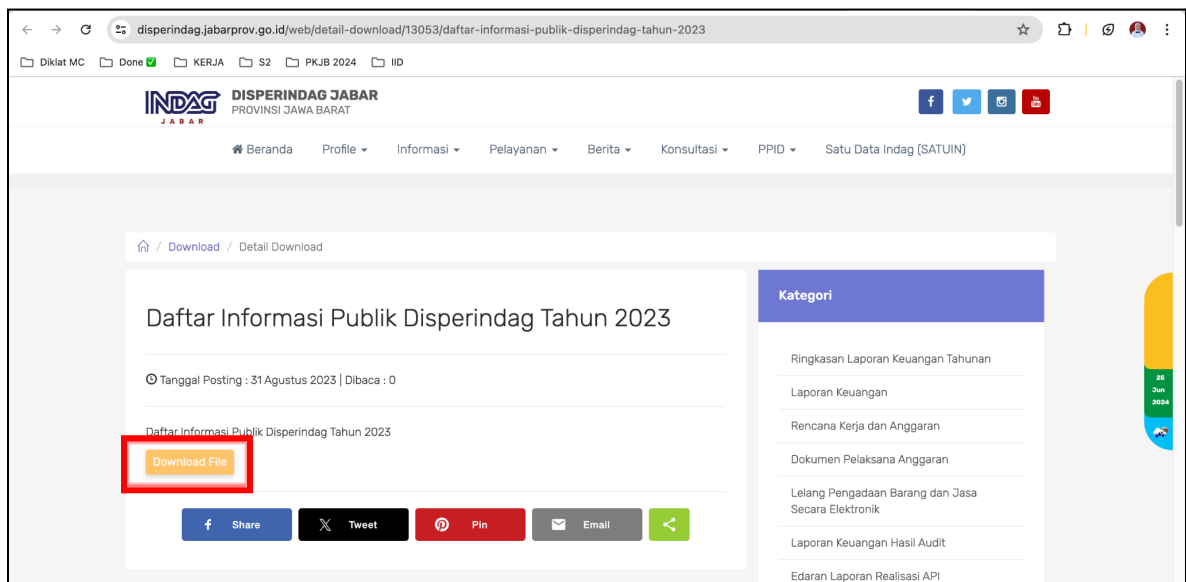 disperindag.jabarprov.go.id/web/detail-download/13053/daftar-informasi-publik-disperindag-tahun-2023
Diklat MC Done KERJA S2 PKJB 2024 IID
INDAG JABAR
DISPERINDAG JABAR
PROVINSI JAWA BARAT
Beranda Profile Informasi Pelayanan Berita Konsultasi PPID Satu Data Indag (SATUIN)
/ Download / Detail Download
Daftar Informasi Publik Disperindag Tahun 2023
Tanggal Posting : 31 Agustus 2023 | Dibaca : 0
Daftar Informasi Publik Disperindag Tahun 2023
Download File
Share Tweet Pin Email
Kategori
Ringkasan Laporan Keuangan Tahunan
Laporan Keuangan
Rencana Kerja dan Anggaran
Dokumen Pelaksana Anggaran
Lelang Pengadaan Barang dan Jasa
Secara Elektronik
Laporan Keuangan Hasil Audit
Edaran Laporan Realisasi API
25
Jun
2024